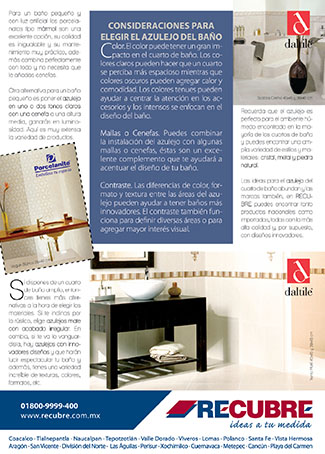 Para un baño pequeño y
con luz artificial los porcelanatos
tipo mármol son una
excelente opción, su calidad
es inigualable y su mantenimiento
muy práctico, además
combina perfectamente
con todo y no necesita que
le añadas cenefas.
Otra alternativa para un baño
pequeño es poner el azulejo
en uno o dos tonos claros
con una cenefa a una altura
media, ganarás en luminosidad.
Aquí es muy extensa
la variedad de productos.
Porcelanite
CONSIDERACIONES PARA
ELEGIR EL AZULEJO DEL BAÑO
Color. El color puede tener un gran impacto
en el cuarto de baño. Los colores
claros pueden hacer que un cuarto
se perciba más espacioso mientras que
colores oscuros pueden agregar calor y
comodidad. Los colores tenues pueden
ayudar a centrar la atención en los accesorios
y los intensos se enfocan en el
diseño del baño.
Mallas o Cenefas. Puedes combinar
la instalación del azulejo con algunas
mallas o cenefas, éstas son un excelente
complemento que te ayudará a
acentuar el diseño de tu baño.
Contraste. Las diferencias de color, formato
y textura entre las áreas del azulejo
pueden ayudar a tener baños más
innovadores. El contraste también funciona
para definir diversas áreas o para
agregar mayor interés visual.
daltile
Recuerda que el azulejo es
perfecto para el ambiente húmedo
encontrado en la mayoría
de los cuartos de baño
y puedes encontrar una amplia
variedad de estilos y materiales:
cristal, metal y piedra
natural.
Las ideas para el azulejo del
cuarto de baño abundan y las
marcas también, en RECUBRE
puedes encontrar tanto
productos nacionales como
importados, todos con la más
alta calidad y, por supuesto,
con diseños innovadores.
daltile
Si dispones de un cuarto
de baño amplio, entonces
tienes más alternativas
a la hora de elegir los
materiales. Si te inclinas por
lo rústico, elige azulejos mate
con acabado irregular. En
cambio, si te va lo vanguardista,
hay azulejos con innovadores
diseños y que harán
lucir espectacular tu baño y
además, tienes una variedad
increíble de texturas, colores,
formatos, etc.
01800-9999-400
www.recubre.com.mx
RECUBRE
ideas a tu medida
Coacalco - Tlalnepantla - Naucalpan - Tepotzotlán - Valle Dorado - Viveros - Lomas - Polanco - Santa Fe - Vista Hermosa
Aragón - San Vicente - División del Norte - Las Águilas - Perisur - Xochimilco - Cuernavaca - Metepec - Cancún - Playa del Carmen